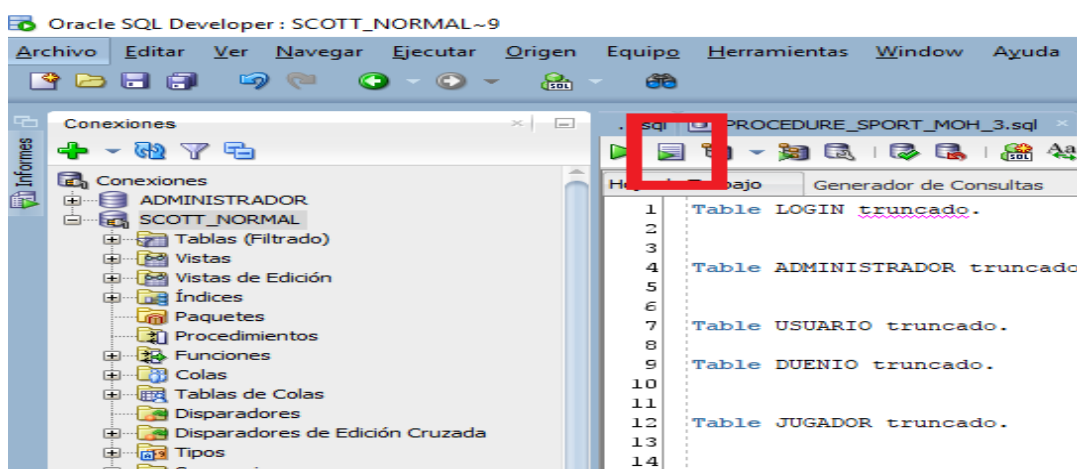 Oracle SQL Developer : SCOTT_NORMAL~9
Archivo Editar Ver Navegar Ejecutar Origen Equipo Herramientas Window Ayuda
SQL
Conexiones
.sql PROCEDURE_SPORT_MOH_3.sql
Informes
Conexiones
ADMINISTRADOR
SCOTT_NORMAL
Tablas (Filtrado)
Vistas
Vistas de Edición
Índices
Paquetes
Procedimientos
Funciones
Colas
Tablas de Colas
Disparadores
Disparadores de Edición Cruzada
Tipos
SQL Aa
bajo Generador de Consultas
1 Table LOGIN truncado.
2
3
4 Table ADMINISTRADOR truncado
5
6
7 Table USUARIO truncado.
8
9 Table DUENIO truncado.
10
11
12 Table JUGADOR truncado.
13
14